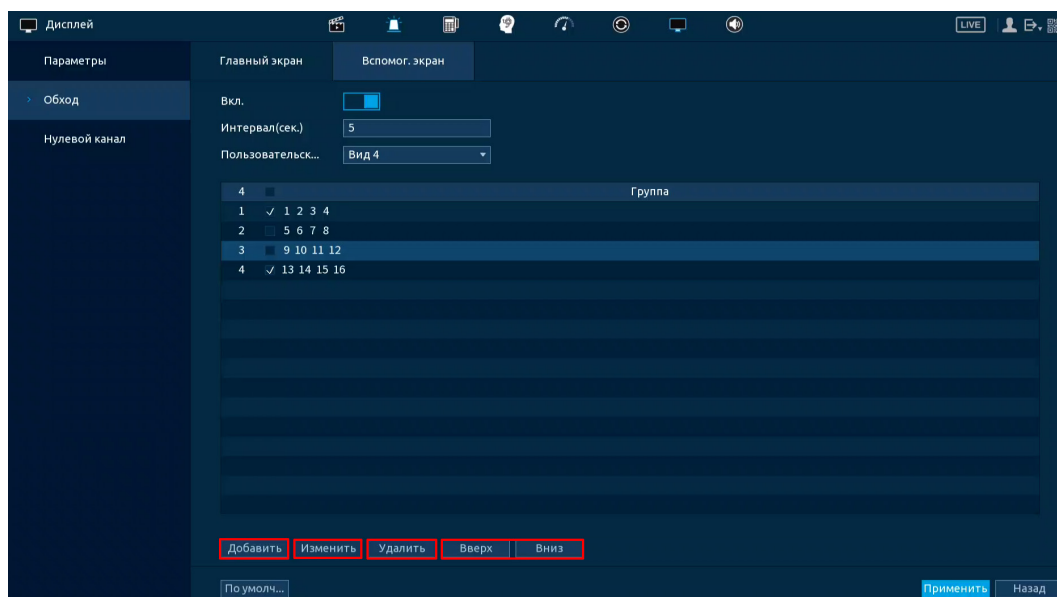 Дисплей LIVE
Параметры
Обход
Нулевой канал
Главный экран Вспомог. экран
Вкл.
Интервал(сек.) 5
Пользовательск... Вид 4
4 Группа
1 1 2 3 4
2 5 6 7 8
3 9 10 11 12
4 13 14 15 16
Добавить Изменить Удалить Вверх Вниз
По умолч... Применить Назад